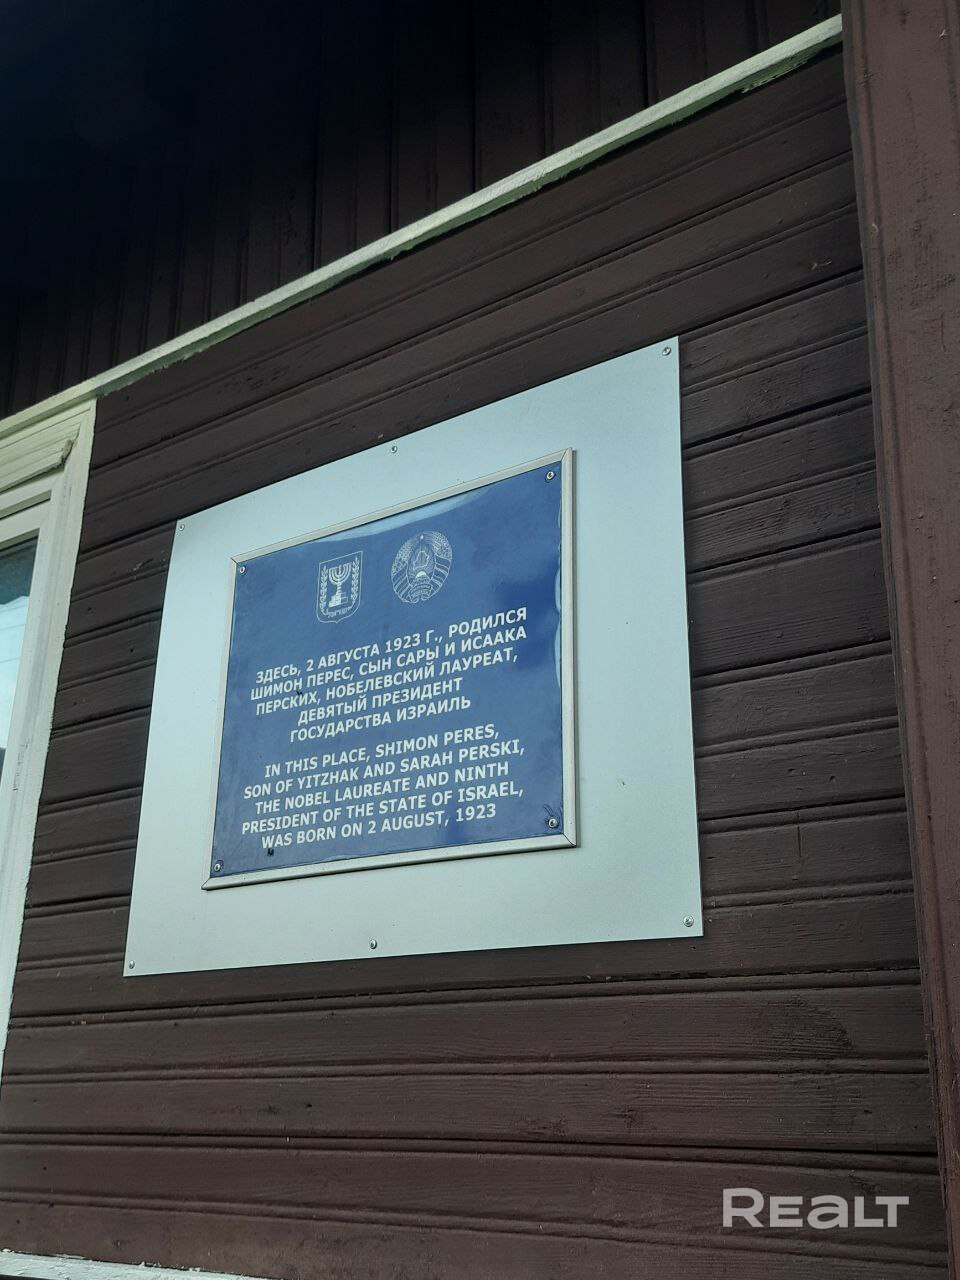 ЗДЕСЬ, 2 АВГУСТА 1923 Г., РОДИЛСЯ
ШИМОН ПЕРЕС, СЫН САРЫ И ИСААКА
ПЕРСКИХ, НОБЕЛЕВСКИЙ ЛАУРЕАТ,
ДЕВЯТЫЙ ПРЕЗИДЕНТ
ГОСУДАРСТВА ИЗРАИЛЬ
IN THIS PLACE, SHIMON PERES,
SON OF YITZHAK AND SARAH PERSKI,
THE NOBEL LAUREATE AND NINTH
PRESIDENT OF THE STATE OF ISRAEL,
WAS BORN ON 2 AUGUST, 1923
REALT